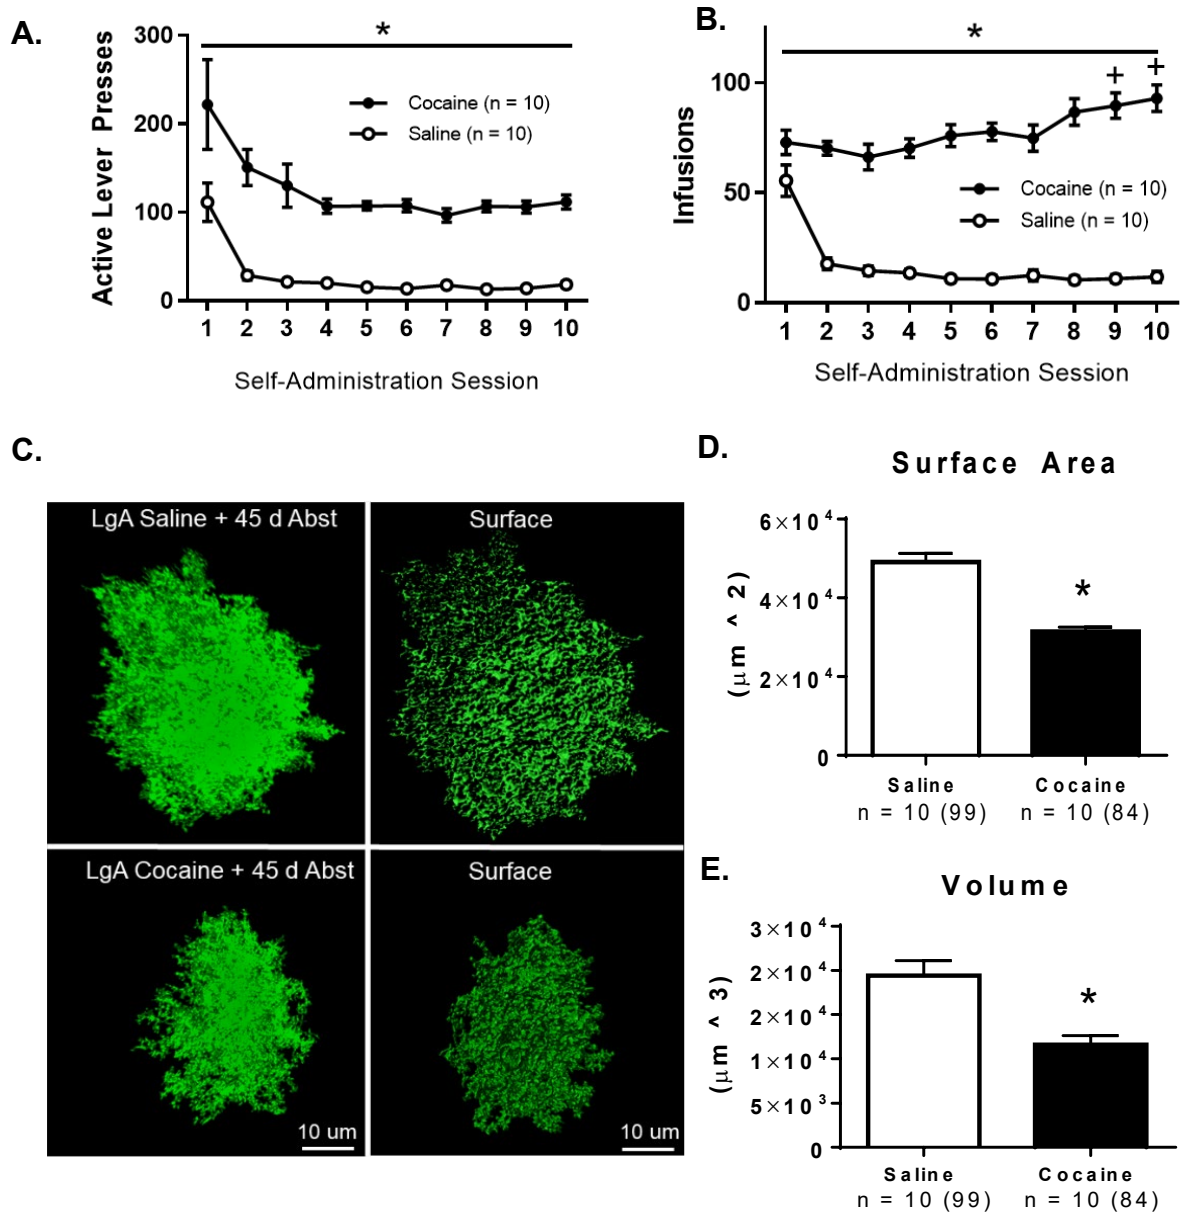 A.
Active Lever Presses
300
200
100
0
*
Cocaine (n = 10)
Saline (n = 10)
1 2 3 4 5 6 7 8 9 10
Self-Administration Session
B.
Infusions
100
50
0
*
+ +
Cocaine (n = 10)
Saline (n = 10)
1 2 3 4 5 6 7 8 9 10
Self-Administration Session
C.
LgA Saline + 45 d Abst
Surface
LgA Cocaine + 45 d Abst
Surface
10 um
10 um
D.
Surface Area
(μm ^ 2)
6×10⁴
4×10⁴
2×10⁴
0
*
Saline Cocaine
n = 10 (99) n = 10 (84)
E.
Volume
(μm ^ 3)
3×10⁴
2×10⁴
2×10⁴
1×10⁴
5×10³
0
*
Saline Cocaine
n = 10 (99) n = 10 (84)